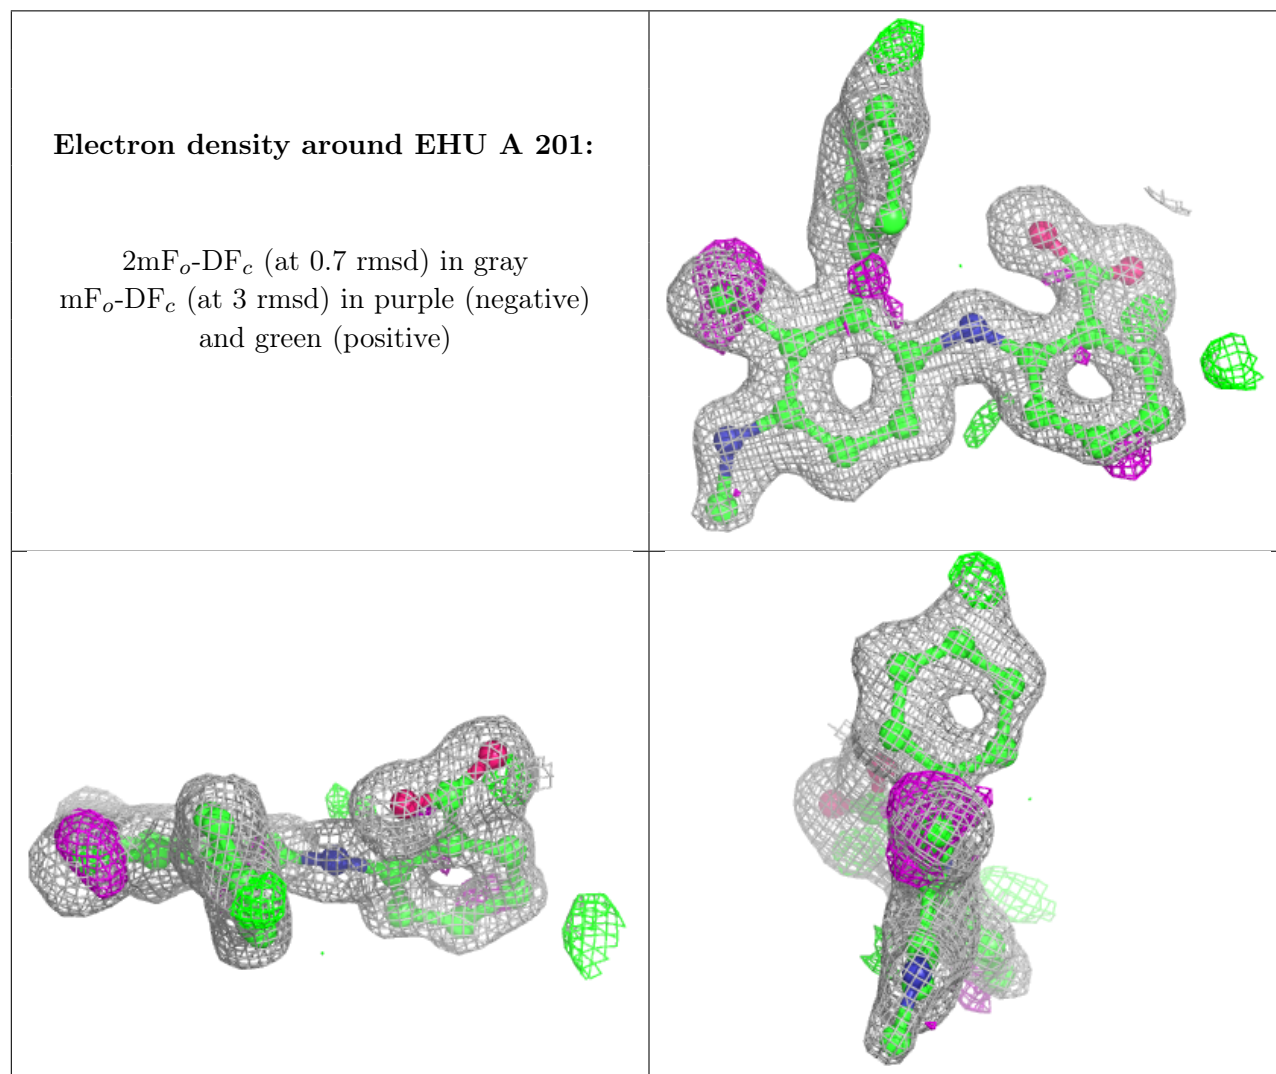 Electron density around EHU A 201:
2mFo-DFc (at 0.7 rmsd) in gray
mFo-DFc (at 3 rmsd) in purple (negative)
and green (positive)